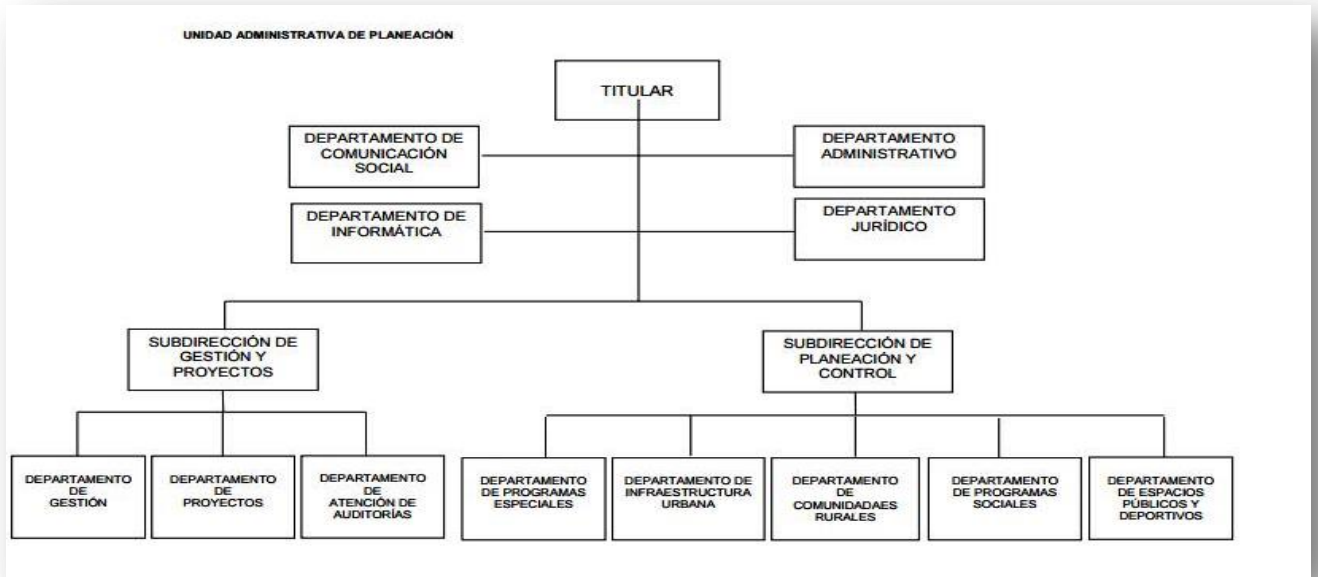 UNIDAD ADMINISTRATIVA DE PLANEACIÓN
TITULAR
DEPARTAMENTO DE
COMUNICACIÓN
SOCIAL
DEPARTAMENTO
ADMINISTRATIVO
DEPARTAMENTO DE
INFORMÁTICA
DEPARTAMENTO
JURÍDICO
SUBDIRECCIÓN DE
GESTIÓN Y
PROYECTOS
SUBDIRECCIÓN DE
PLANEACIÓN Y
CONTROL
DEPARTAMENTO
DE
GESTIÓN
DEPARTAMENTO
DE
PROYECTOS
DEPARTAMENTO
DE
ATENCIÓN DE
AUDITORÍAS
DEPARTAMENTO
DE PROGRAMAS
ESPECIALES
DEPARTAMENTO DE
INFRAESTRUCTURA
URBANA
DEPARTAMENTO
DE
COMUNIDADAES
RURALES
DEPARTAMENTO
DE PROGRAMAS
SOCIALES
DEPARTAMENTO
DE ESPACIOS
PÚBLICOS Y
DEPORTIVOS